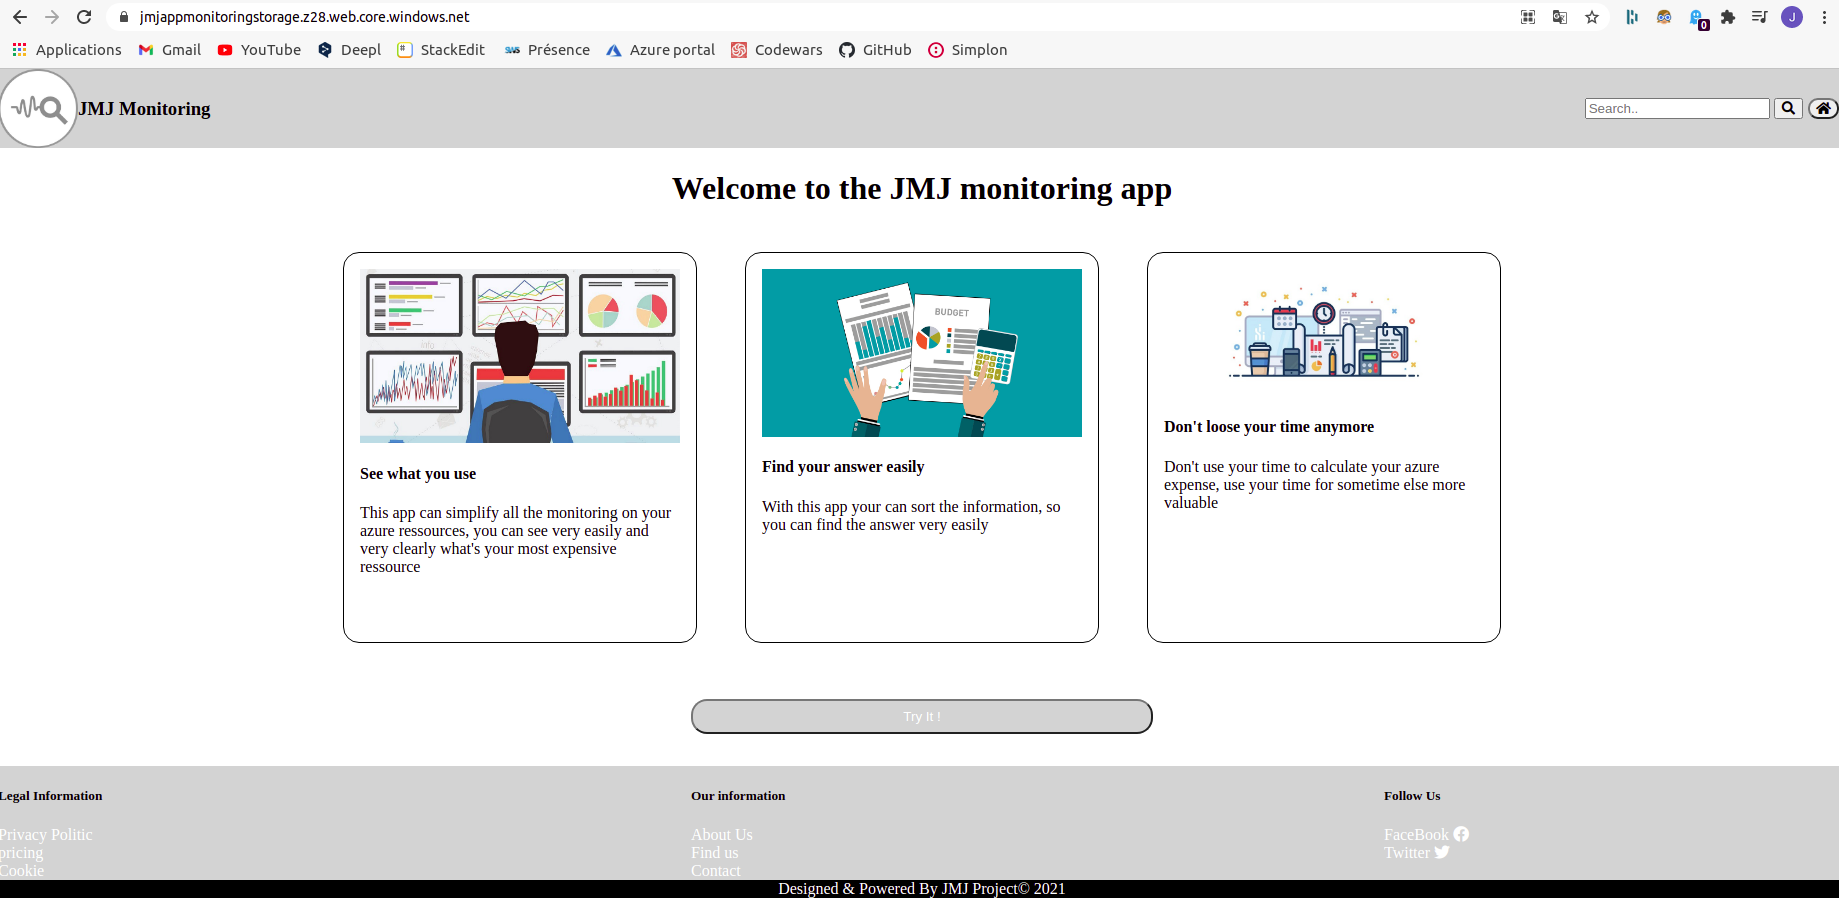 jmjappmonitoringstorage.z28.web.core.windows.net
0
J
Applications
Gmail
YouTube
Deepl
StackEdit
Présence
Azure portal
Codewars
GitHub
Simplon
JMJ Monitoring
Search..
Welcome to the JMJ monitoring app
Info
BUDGET
See what you use
This app can simplify all the monitoring on your
azure ressources, you can see very easily and
very clearly what's your most expensive
ressource
Find your answer easily
With this app your can sort the information, so
you can find the answer very easily
Don't loose your time anymore
Don't use your time to calculate your azure
expense, use your time for sometime else more
valuable
Try It !
Legal Information
Privacy Politic
pricing
Cookie
Our information
About Us
Find us
Contact
Follow Us
FaceBook
Twitter
Designed & Powered By JMJ Project© 2021